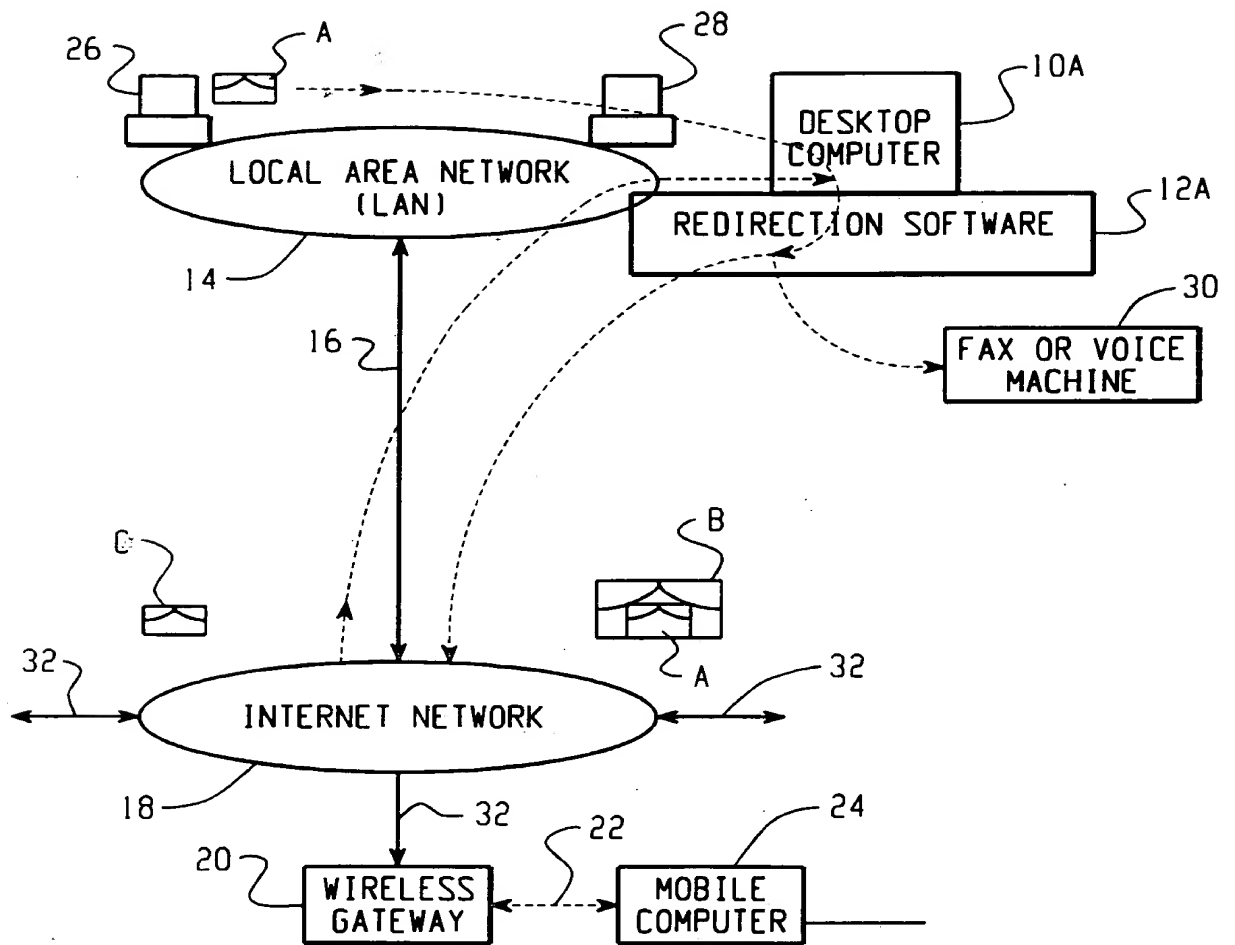 26
A
28
10A
DESKTOP
COMPUTER
LOCAL AREA NETWORK
(LAN)
12A
REDIRECTION SOFTWARE
14
30
16
FAX OR VOICE
MACHINE
C
B
A
32
32
INTERNET NETWORK
18
32
22
24
20
WIRELESS
GATEWAY
MOBILE
COMPUTER